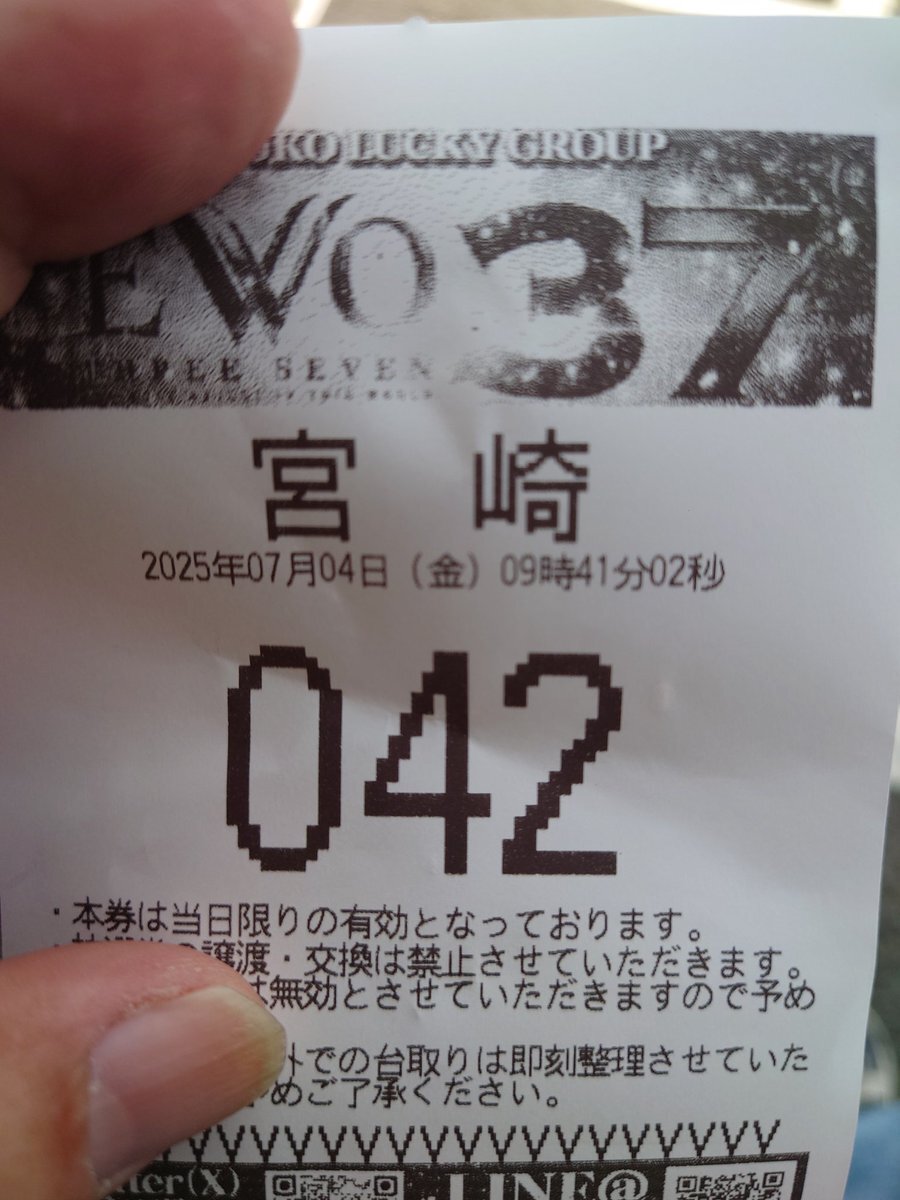 LUCKY GROUP
EVVO 37
THREE SEVEN
宮崎
2025年07月04日（金）09時41分02秒
042
・本券は当日限りの有効となっております。
譲渡・交換は禁止させていただきます。
は無効とさせていただきますので予め
での台取りは即刻整理させていた
めご了承ください。
(X) LINE@